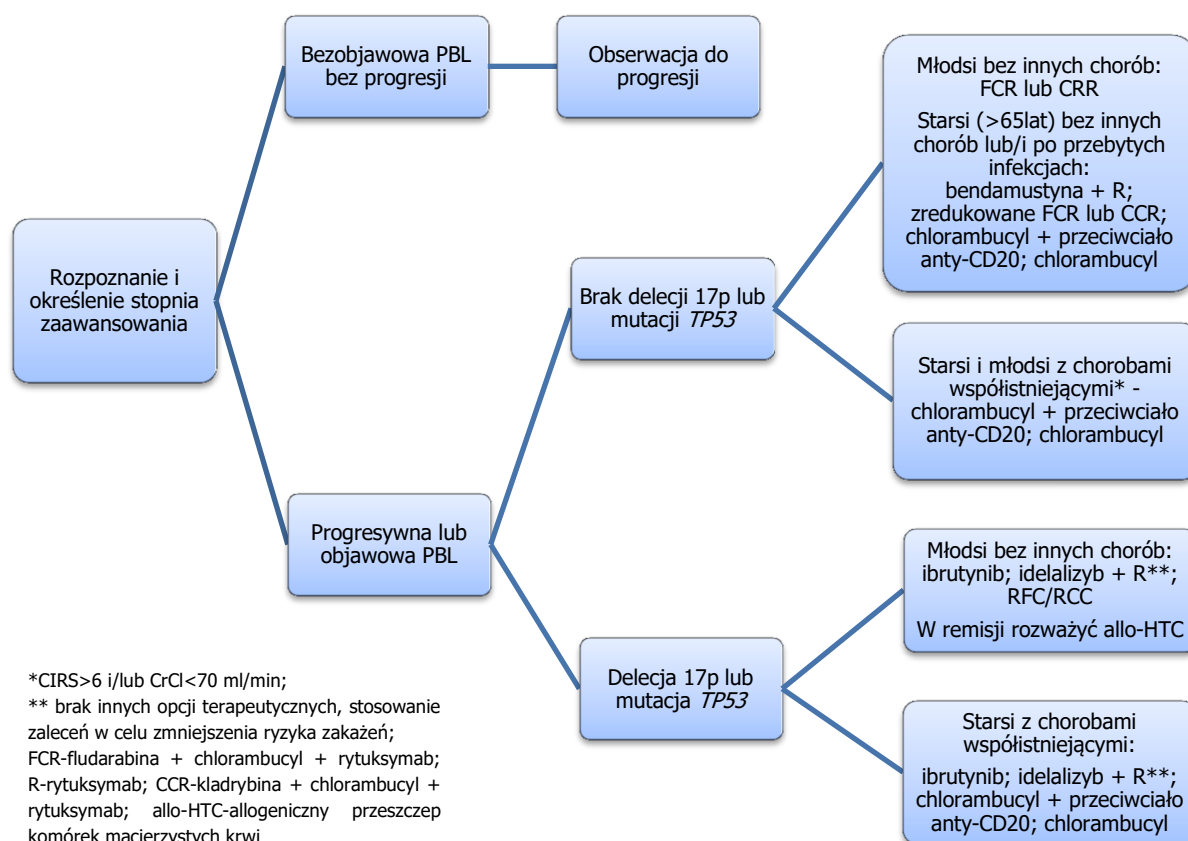 Bezobjawowa PBL
bez progresji
Obserwacja do
progresji
Młodsi bez innych chorób:
FCR lub CRR
Starsi (>65lat) bez innych
chorób lub/i po przebytych
infekcjach:
bendamustyna + R;
zredukowane FCR lub CCR;
chlorambucyl + przeciwciało
anty-CD20; chlorambucyl
Rozpoznanie i
określenie stopnia
zaawansowania
Brak delecji 17p lub
mutacji TP53
Starsi i młodsi z chorobami
współistniejącymi* -
chlorambucyl + przeciwciało
anty-CD20; chlorambucyl
Progresywna lub
objawowa PBL
Młodsi bez innych chorób:
ibrutynib; idelalizyb + R**;
RFC/RCC
W remisji rozważyć allo-HTC
Delecja 17p lub
mutacja TP53
Starsi z chorobami
współistniejącymi:
ibrutynib; idelalizyb + R**;
chlorambucyl + przeciwciało
anty-CD20; chlorambucyl
*CIRS>6 i/lub CrCl<70 ml/min;
** brak innych opcji terapeutycznych, stosowanie
zaleceń w celu zmniejszenia ryzyka zakażeń;
FCR-fludarabina + chlorambucyl + rytuksymab;
R-rytuksymab; CCR-kladrybina + chlorambucyl +
rytuksymab; allo-HTC-allogeniczny przeszczep
komórek macierzystych krwi